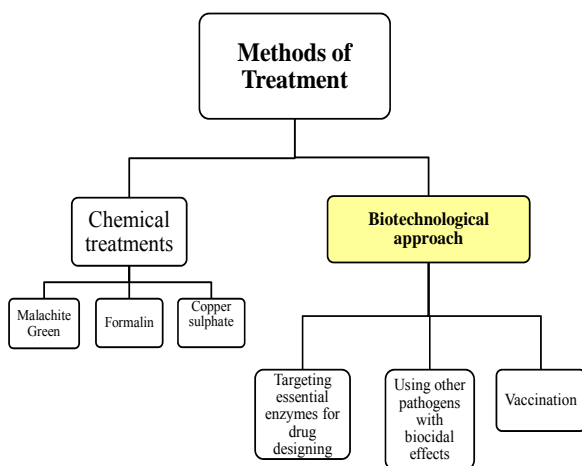 Methods of
Treatment
Chemical
treatments
Biotechnological
approach
Malachite
Green
Formalin
Copper
sulphate
Targeting
essential
enzymes for
drug
designing
Using other
pathogens
with
biocidal
effects
Vaccination